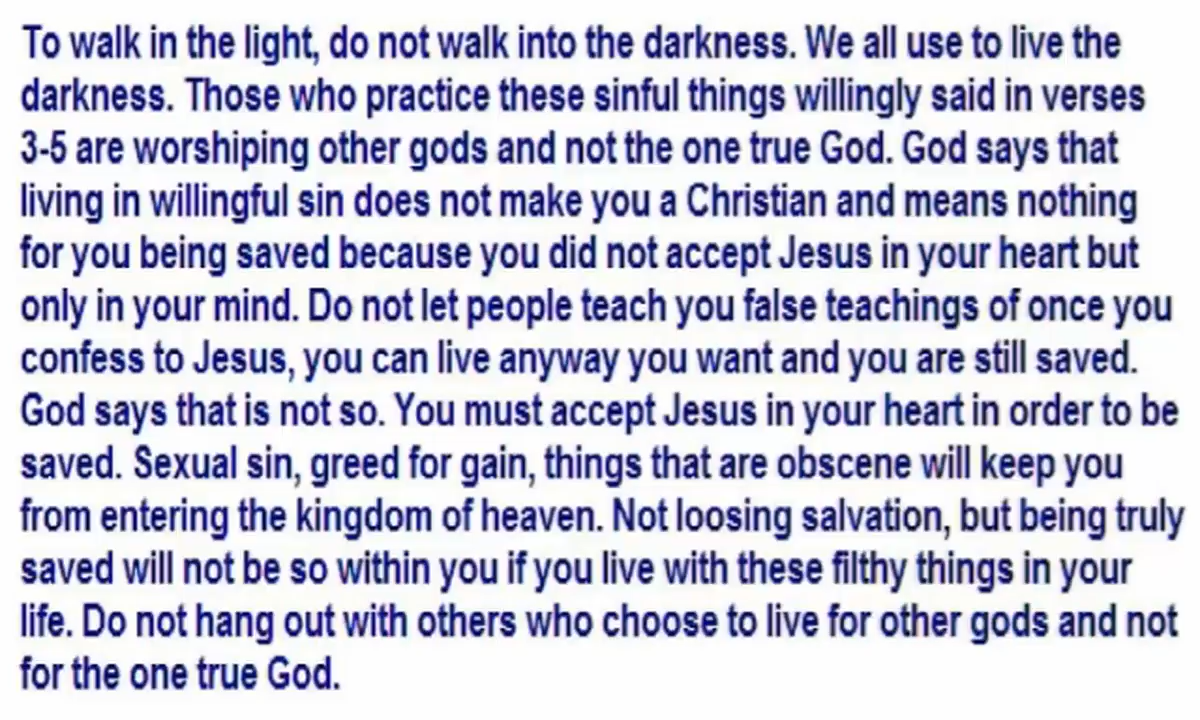 To walk in the light, do not walk into the darkness. We all use to live the
darkness. Those who practice these sinful things willingly said in verses
3-5 are worshiping other gods and not the one true God. God says that
living in willingful sin does not make you a Christian and means nothing
for you being saved because you did not accept Jesus in your heart but
only in your mind. Do not let people teach you false teachings of once you
confess to Jesus, you can live anyway you want and you are still saved.
God says that is not so. You must accept Jesus in your heart in order to be
saved. Sexual sin, greed for gain, things that are obscene will keep you
from entering the kingdom of heaven. Not loosing salvation, but being truly
saved will not be so within you if you live with these filthy things in your
life. Do not hang out with others who choose to live for other gods and not
for the one true God.